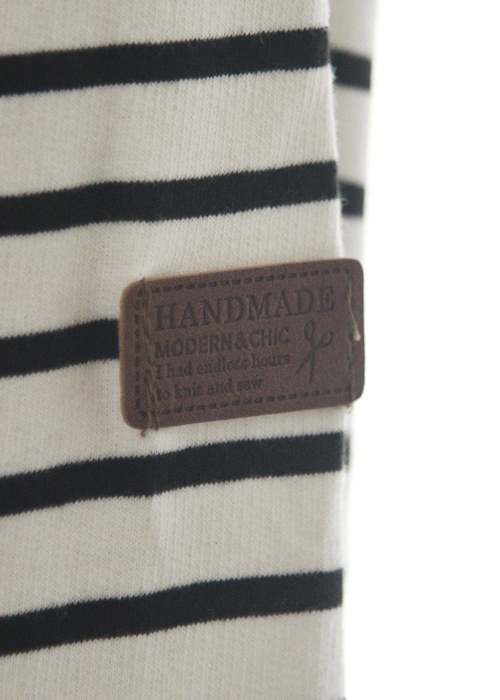 HANDMADE
MODERN&CHIC
I had endless hours
to knit and sew